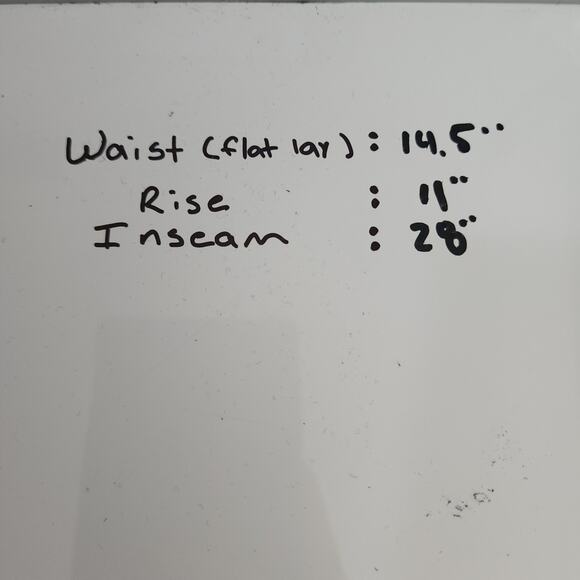 Waist (flat lay) : 14.5"
Rise : 11"
Inseam : 28"